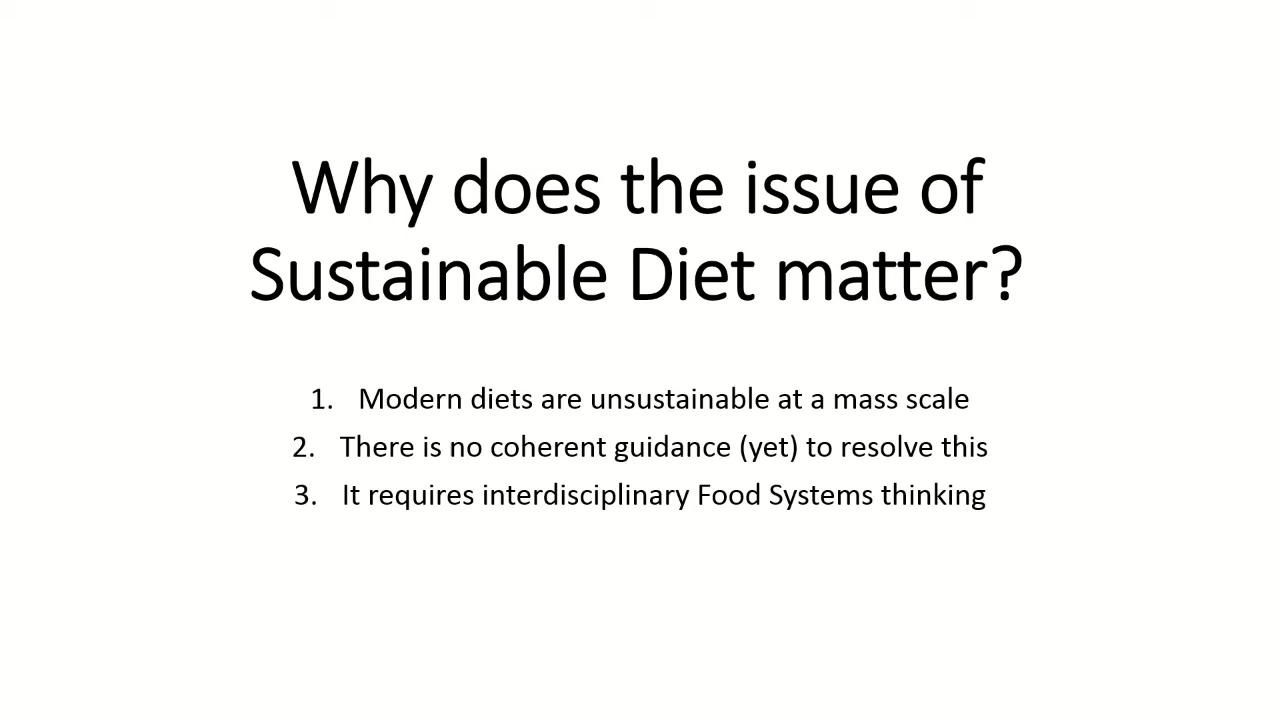 Why does the issue of
Sustainable Diet matter?
1. Modern diets are unsustainable at a mass scale
2. There is no coherent guidance (yet) to resolve this
3. It requires interdisciplinary Food Systems thinking